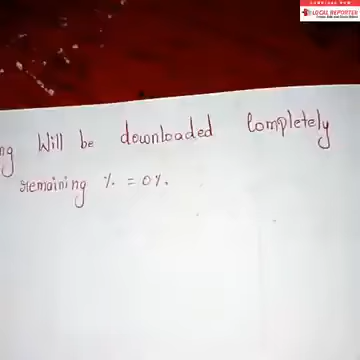 LOCAL REPORTER
ng Will be downloaded Completely
remaining % = 0%.